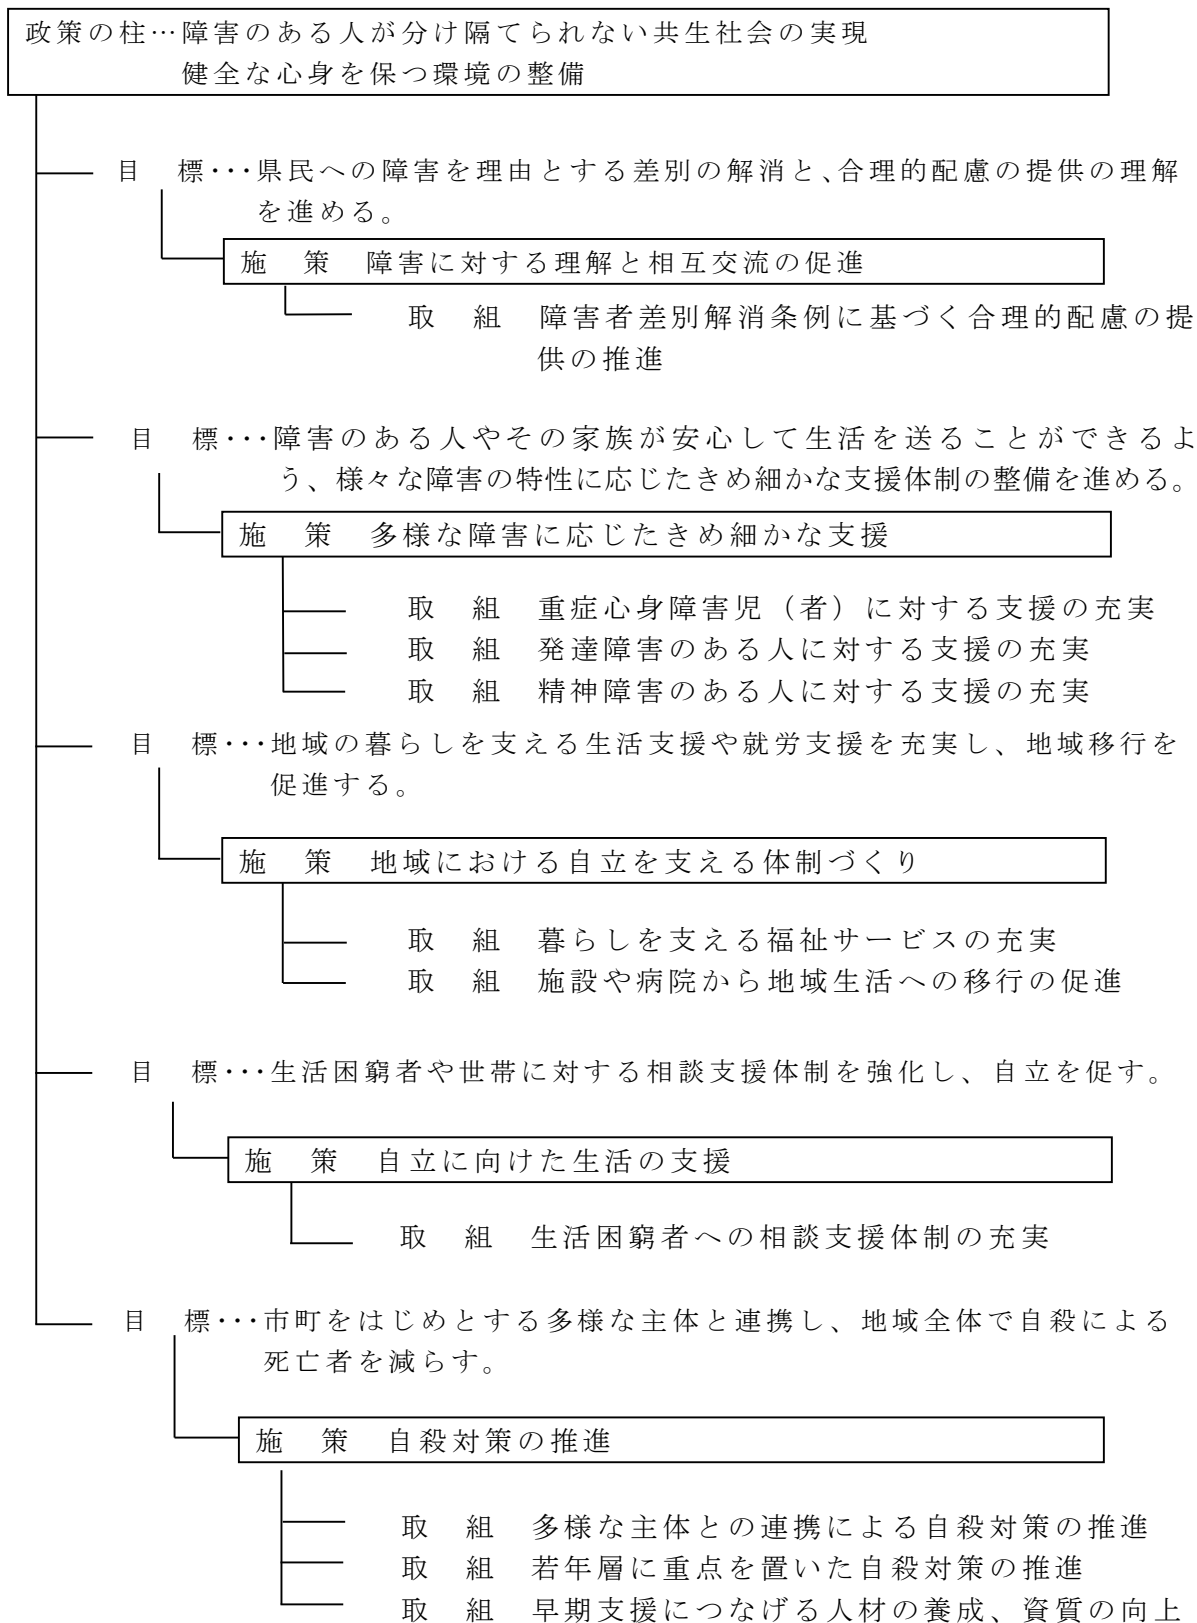 政策の柱…障害のある人が分け隔てられない共生社会の実現
健全な心身を保つ環境の整備
目　標…県民への障害を理由とする差別の解消と、合理的配慮の提供の理解
を進める。
施　策　障害に対する理解と相互交流の促進
取　組　障害者差別解消条例に基づく合理的配慮の提
供の推進
目　標…障害のある人やその家族が安心して生活を送ることができるよ
う、様々な障害の特性に応じたきめ細かな支援体制の整備を進める。
施　策　多様な障害に応じたきめ細かな支援
取　組　重症心身障害児（者）に対する支援の充実
取　組　発達障害のある人に対する支援の充実
取　組　精神障害のある人に対する支援の充実
目　標…地域の暮らしを支える生活支援や就労支援を充実し、地域移行を
促進する。
施　策　地域における自立を支える体制づくり
取　組　暮らしを支える福祉サービスの充実
取　組　施設や病院から地域生活への移行の促進
目　標…生活困窮者や世帯に対する相談支援体制を強化し、自立を促す。
施　策　自立に向けた生活の支援
取　組　生活困窮者への相談支援体制の充実
目　標…市町をはじめとする多様な主体と連携し、地域全体で自殺による
死亡者を減らす。
施　策　自殺対策の推進
取　組　多様な主体との連携による自殺対策の推進
取　組　若年層に重点を置いた自殺対策の推進
取　組　早期支援につなげる人材の養成、資質の向上